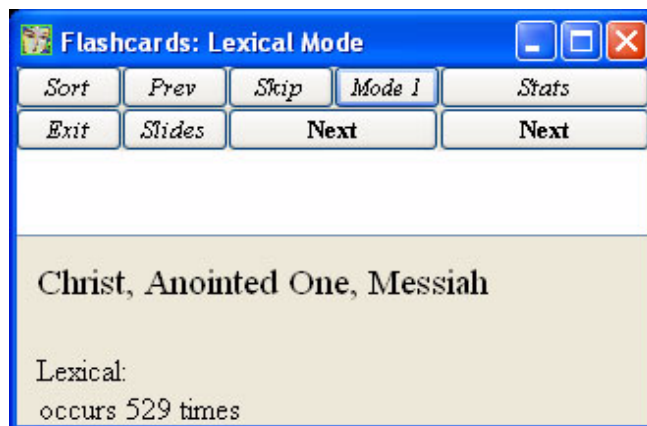 Flashcards: Lexical Mode
Sort Prev Skip Mode 1 Stats
Exit Slides Next Next
Christ, Anointed One, Messiah
Lexical:
occurs 529 times